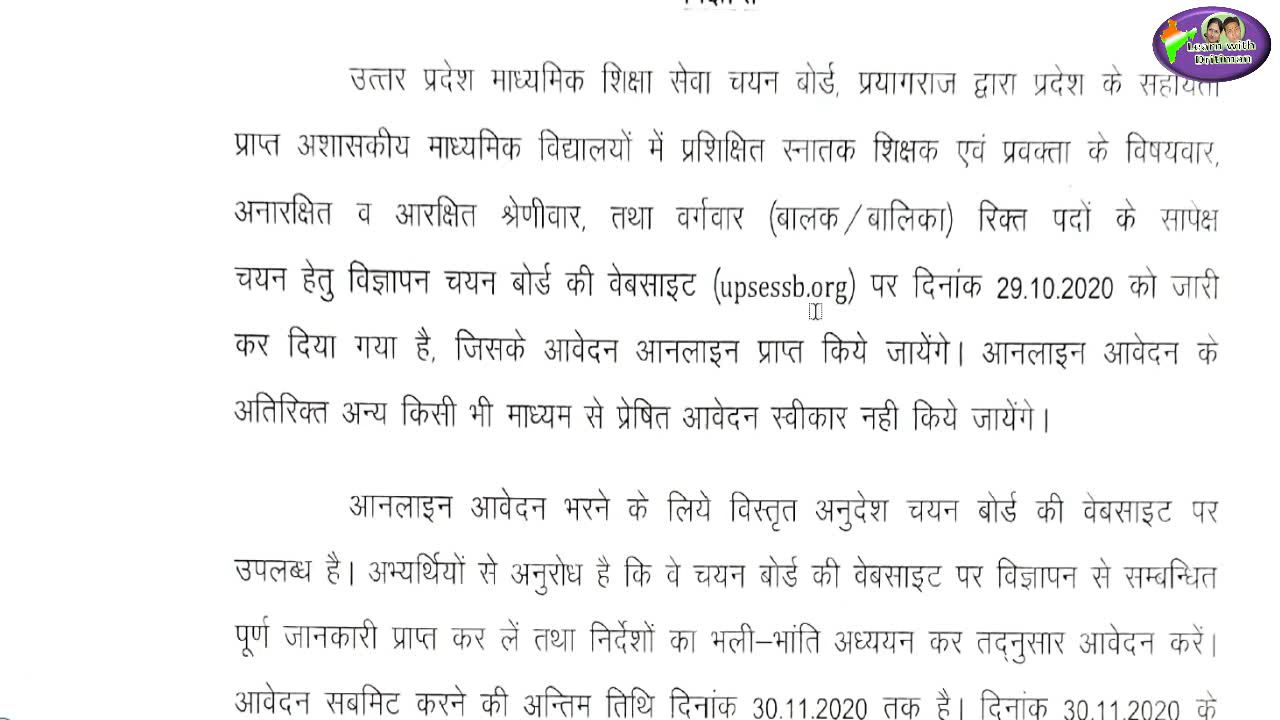 Learn with
Dritiman
उत्तर प्रदेश माध्यमिक शिक्षा सेवा चयन बोर्ड, प्रयागराज द्वारा प्रदेश के सहायता
प्राप्त अशासकीय माध्यमिक विद्यालयों में प्रशिक्षित स्नातक शिक्षक एवं प्रवक्ता के विषयवार,
अनारक्षित व आरक्षित श्रेणीवार, तथा वर्गवार (बालक/बालिका) रिक्त पदों के सापेक्ष
चयन हेतु विज्ञापन चयन बोर्ड की वेबसाइट (upsessb.org) पर दिनांक 29.10.2020 को जारी
कर दिया गया है, जिसके आवेदन आनलाइन प्राप्त किये जायेंगे। आनलाइन आवेदन के
अतिरिक्त अन्य किसी भी माध्यम से प्रेषित आवेदन स्वीकार नही किये जायेंगे।
आनलाइन आवेदन भरने के लिये विस्तृत अनुदेश चयन बोर्ड की वेबसाइट पर
उपलब्ध है। अभ्यर्थियों से अनुरोध है कि वे चयन बोर्ड की वेबसाइट पर विज्ञापन से सम्बन्धित
पूर्ण जानकारी प्राप्त कर लें तथा निर्देशों का भली–भांति अध्ययन कर तद्नुसार आवेदन करें।
आवेदन सबमिट करने की अन्तिम तिथि दिनांक 30.11.2020 तक है। दिनांक 30.11.2020 के